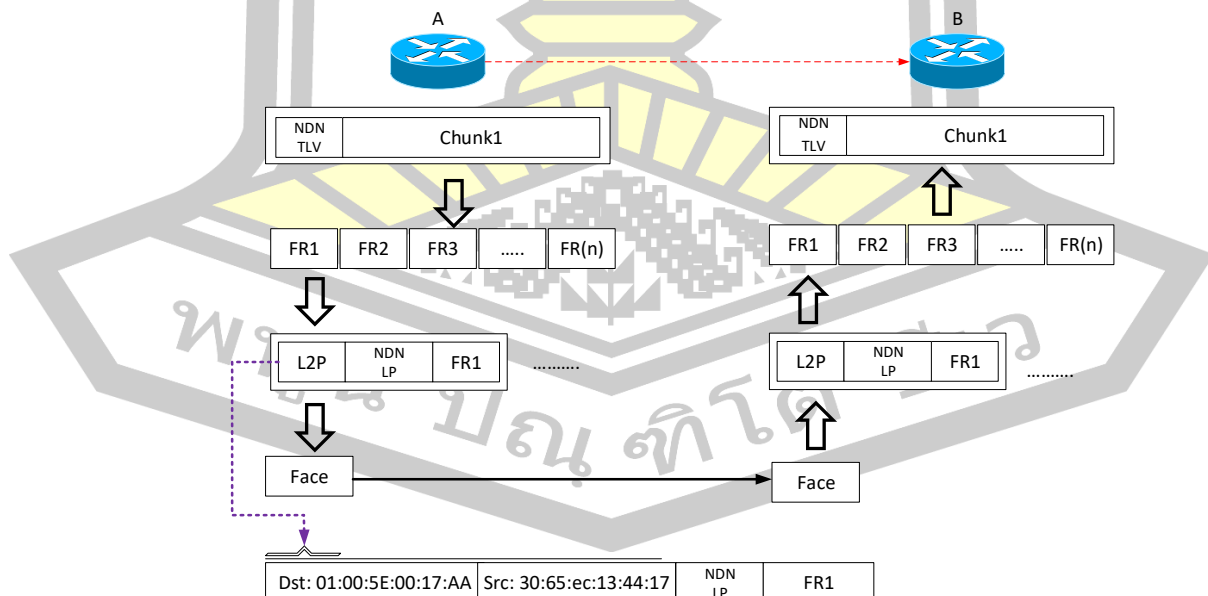 A
B
NDN
TLV
Chunk1
NDN
TLV
Chunk1
FR1
FR2
FR3
.....
FR(n)
FR1
FR2
FR3
.....
FR(n)
L2P
NDN
LP
FR1
..........
L2P
NDN
LP
FR1
..........
Face
Face
Dst: 01:00:5E:00:17:AA
Src: 30:65:ec:13:44:17
NDN
LP
FR1